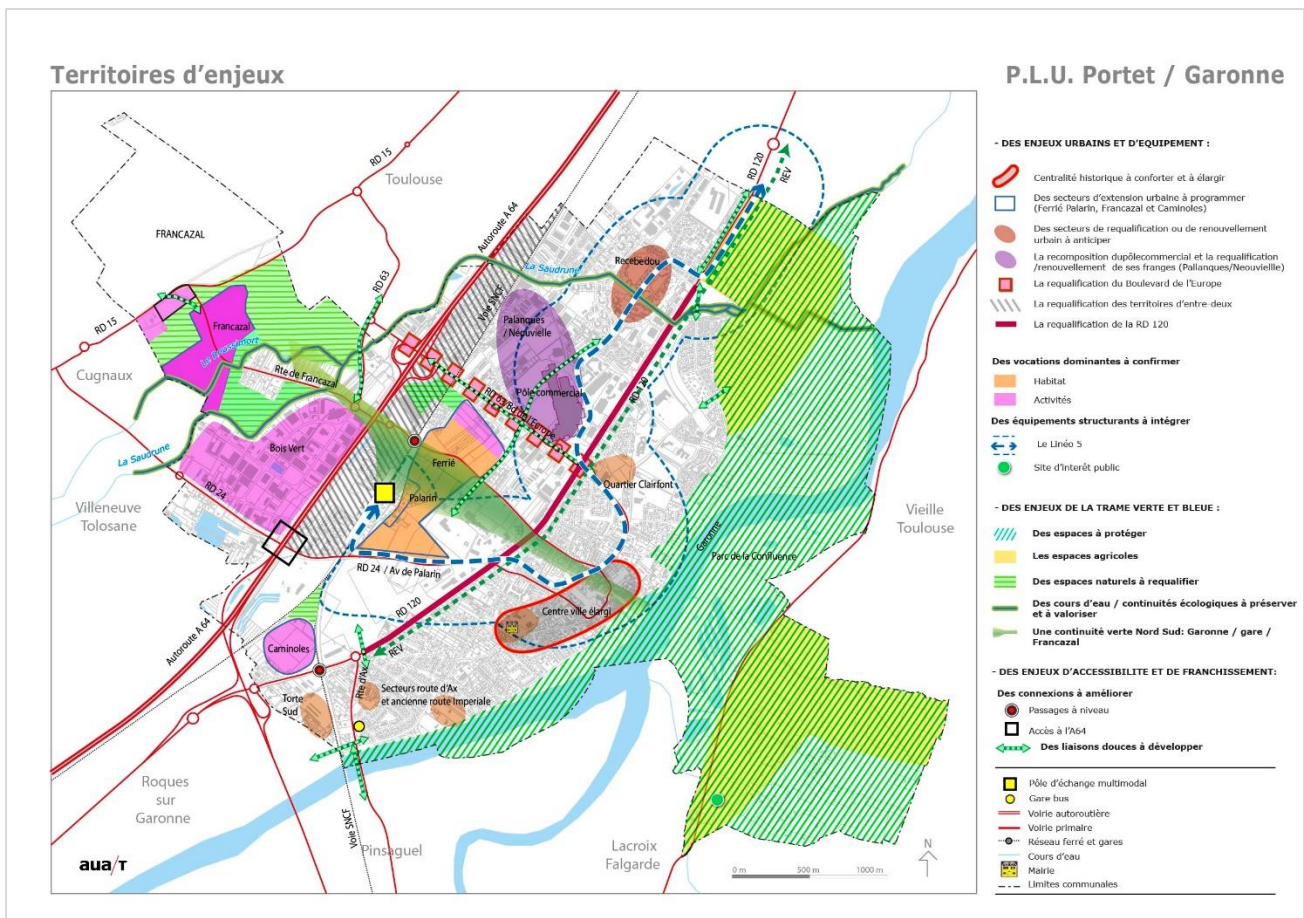 Territoires d'enjeux
P.L.U. Portet / Garonne
RD 15
Toulouse
FRANCAZAL
RD 63
Autoroute A 64
RD 120
REV
La Saudrune
Recebedou
Voie SNCF
RD 15
Francazal
Le Roussimort
Cugnaux
Rte de Francazal
Palanques
/ Néouvielle
Pôle commercial
RD 63/Bd de l'Europe
RD 120
Bois Vert
La Saudrune
RD 24
Ferrié
Palarin
Quartier Clairfont
Villeneuve
Tolosane
Vieille
Toulouse
Garonne
Parc de la Confluence
RD 24 / Av de Palarin
RD 120
Centre ville élargi
REV
Caminoles
Autoroute A 64
Rte d'Ax
Torte
Sud
Secteurs route d'Ax
et ancienne route Imperiale
Roques
sur
Garonne
Voie SNCF
Pinsaguel
Lacroix
Falgarde
aua/T
0 m 500 m 1000 m
N
- DES ENJEUX URBAINS ET D'EQUIPEMENT :
Centralité historique à conforter et à élargir
Des secteurs d'extension urbaine à programmer
(Ferrié Palarin, Francazal et Caminoles)
Des secteurs de requalification ou de renouvellement
urbain à anticiper
La recomposition dupôlecommercial et la requalification
/renouvellement de ses franges (Pallanques/Neouvielle)
La requalification du Boulevard de l'Europe
La requalification des territoires d'entre-deux
La requalification de la RD 120
Des vocations dominantes à confirmer
Habitat
Activités
Des équipements structurants à intégrer
Le Linéo 5
Site d'interêt public
- DES ENJEUX DE LA TRAME VERTE ET BLEUE :
Des espaces à protéger
Les espaces agricoles
Des espaces naturels à requalifier
Des cours d'eau / continuités écologiques à préserver
et à valoriser
Une continuité verte Nord Sud: Garonne / gare /
Francazal
- DES ENJEUX D'ACCESSIBILITE ET DE FRANCHISSEMENT:
Des connexions à améliorer
Passages à niveau
Accès à l'A64
Des liaisons douces à développer
Pôle d'échange multimodal
Gare bus
Voirie autoroutière
Voirie primaire
Réseau ferré et gares
Cours d'eau
Mairie
Limites communales